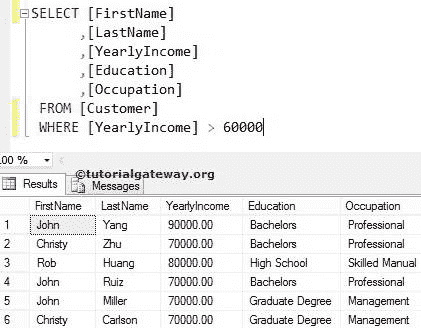 SELECT [FirstName]
,[LastName]
,[YearlyIncome]
,[Education]
,[Occupation]
FROM [Customer]
WHERE [YearlyIncome] > 60000
.00 %
©tutorialgateway.org
Results Messages
FirstName LastName YearlyIncome Education Occupation
1 John Yang 90000.00 Bachelors Professional
2 Christy Zhu 70000.00 Bachelors Professional
3 Rob Huang 80000.00 High School Skilled Manual
4 John Ruiz 70000.00 Bachelors Professional
5 John Miller 70000.00 Graduate Degree Management
6 Christy Carlson 70000.00 Graduate Degree Management